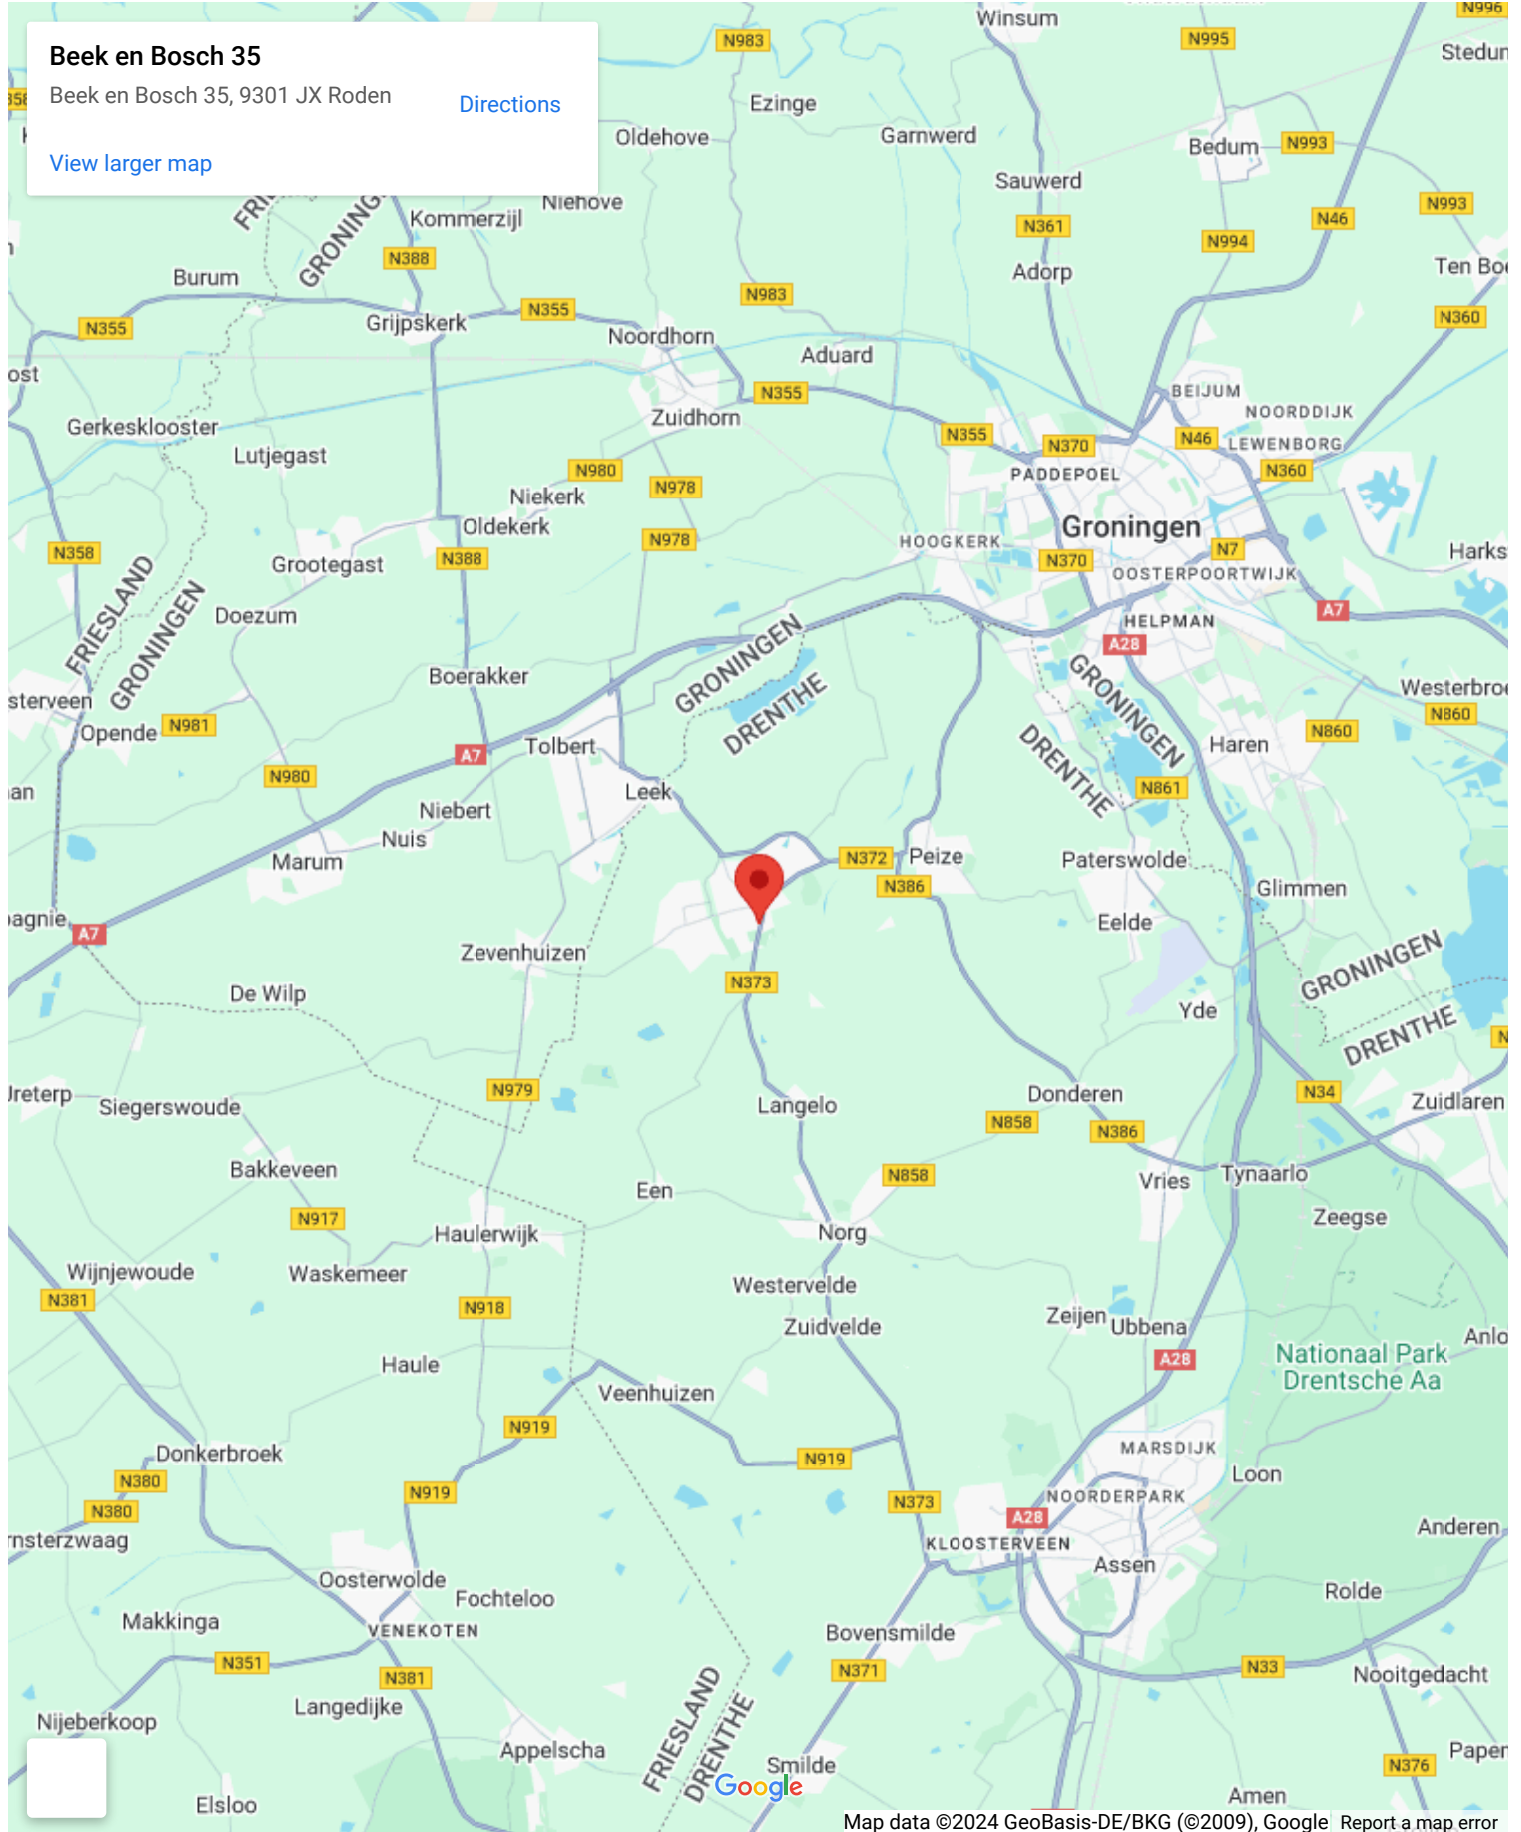 Beek en Bosch 35
Beek en Bosch 35, 9301 JX Roden
Directions
View larger map
Winsum
N996
N983
N995
Ezinge
Oldehove
Garnwerd
Bedum
N993
Niehove
Sauwerd
N993
Kommerzijl
N361
N46
N994
GRONING
N388
Burum
Adorp
N983
N355
N355
Grijpskerk
Noordhorn
N360
Aduard
N355
BEIJUM
Zuidhorn
NOORDDIJK
Gerkesklooster
N355
N370
N46
LEWENBORG
Lutjegast
N980
N360
PADDEPOEL
N978
Niekerk
Oldekerk
Groningen
N978
HOOGKERK
N7
N358
N388
Grootegast
N370
OOSTERPOORTWIJK
FRIESLAND
GRONINGEN
Doezum
A7
HELPMAN
A28
GRONINGEN
DRENTHE
Boerakker
GRONINGEN
DRENTHE
sterveen
N860
Opende
N981
N860
Tolbert
Haren
A7
N980
N861
Leek
Niebert
Nuis
Marum
N372
Peize
Paterswolde
N386
Glimmen
pagnie
A7
Eelde
Zevenhuizen
GRONINGEN
DRENTHE
N373
De Wilp
Yde
N979
Siegerswoude
Langelo
Donderen
N34
Zuidlaren
N858
N386
Bakkeveen
N858
Tynaarlo
Een
Vries
N917
Haulerwijk
Norg
Zeegse
Wijnjewoude
Waskemeer
Westervelde
N381
N918
Zeijen
Zuidvelde
Ubbena
Haule
A28
Nationaal Park
Drentsche Aa
Veenhuizen
N919
Donkerbroek
MARSDIJK
N919
N380
Loon
N919
NOORDERPARK
N373
N380
A28
rnsterzwaag
KLOOSTERVEEN
Anderen
Assen
Oosterwolde
Fochteloo
Rolde
Makkinga
VENEKOTEN
Bovensmilde
N351
N381
N371
N33
Nooitgedacht
Langedijke
FRIESLAND
DRENTHE
Nijeberkoop
Appelscha
Smilde
N376
Google
Elsloo
Amen
Map data ©2024 GeoBasis-DE/BKG (©2009), Google
Report a map error